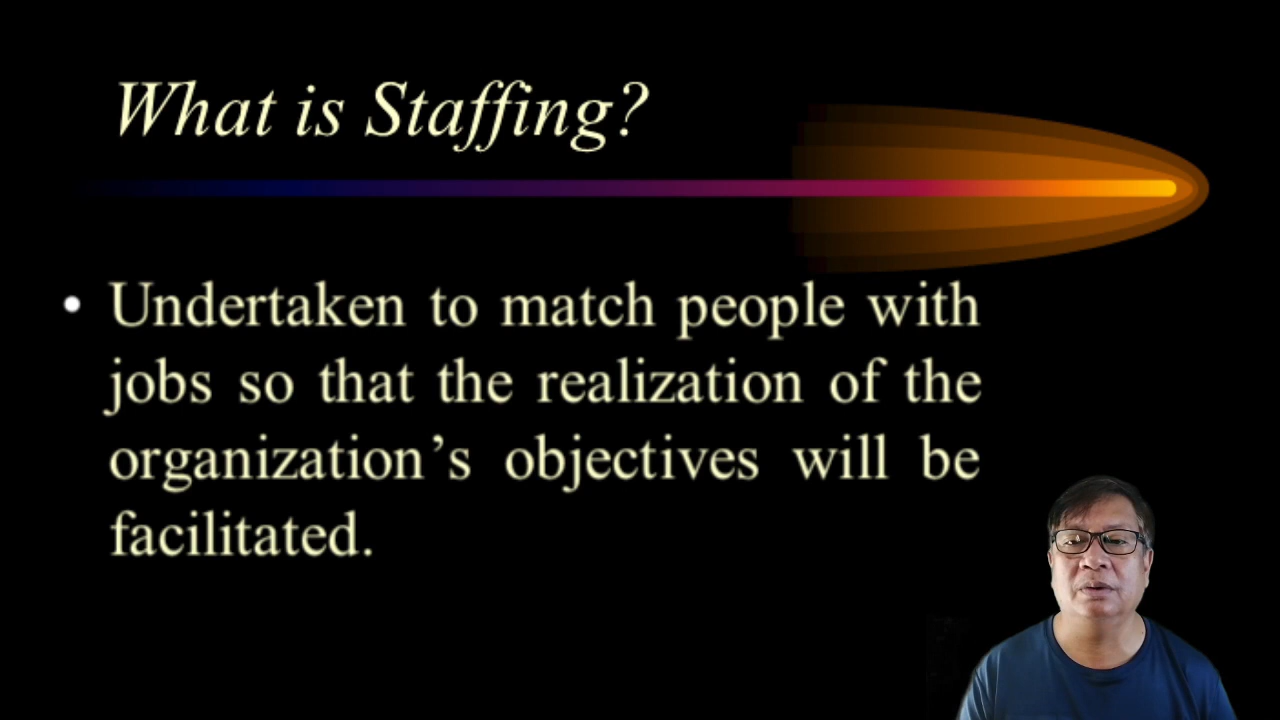 What is Staffing?
• Undertaken to match people with
jobs so that the realization of the
organization's objectives will be
facilitated.